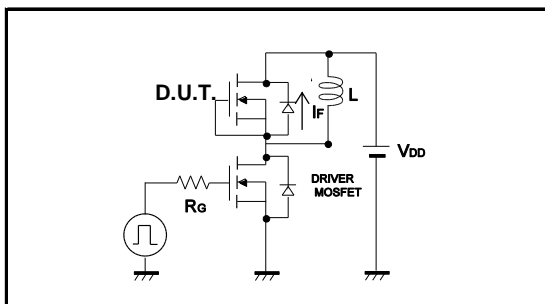 D.U.T.
IF
L
VDD
DRIVER
MOSFET
RG